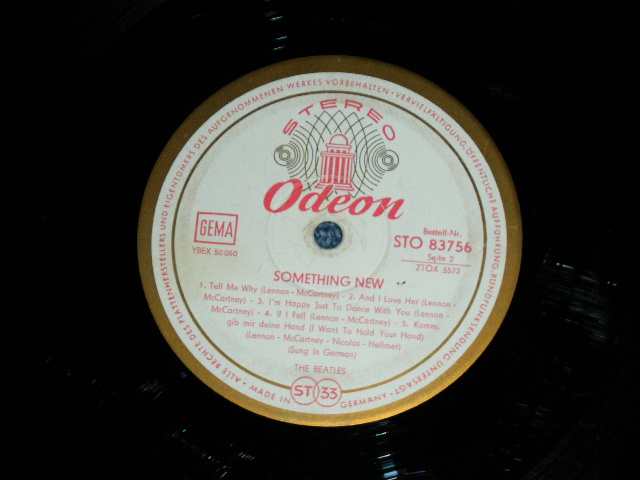 ALLE RECHTE DES PLATTENHERSTELLERS UND EIGENTÜMERS DES AUFGENOMMENEN WERKES VORBEHALTEN · VERVIELFÄLTIGUNG, ÖFFENTLICHE AUFFÜHRUNG, RUNDFUNKSENDUNG UNTERSAGT ·
STEREO
Odeon
GEMA
YBEX 50 060
Bestell-Nr.
STO 83756
Seite 2
ZTOX 5573
SOMETHING NEW
1. Tell Me Why (Lennon - McCartney) - 2. And I Love Her (Lennon -
McCartney) - 3. I'm Happy Just To Dance With You (Lennon -
McCartney) - 4. If I Fell (Lennon - McCartney) - 5. Komm,
gib mir deine Hand (I Want To Hold Your Hand)
(Lennon - McCartney - Nicolas - Hellmer)
(Sung in German)
THE BEATLES
MADE IN GERMANY
ST 33